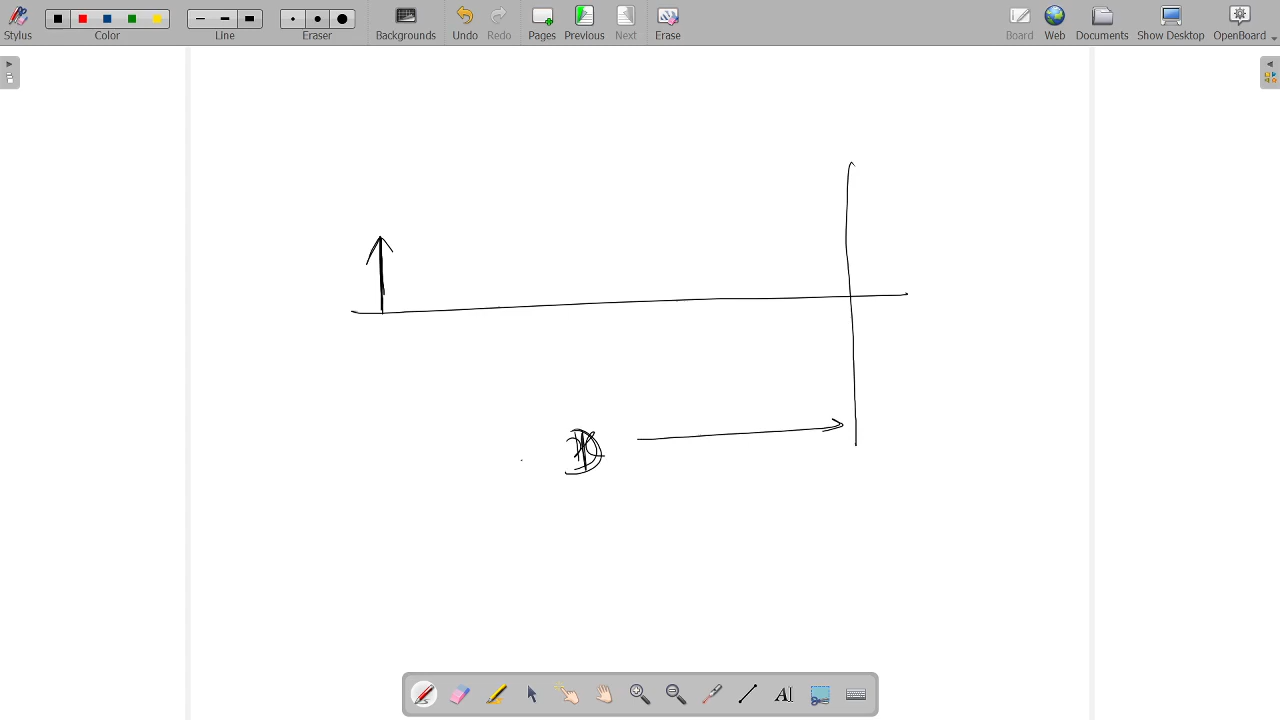 Stylus
Color
Line
Eraser
Backgrounds
Undo
Redo
Pages
Previous
Next
Erase
Board
Web
Documents
Show Desktop
OpenBoard